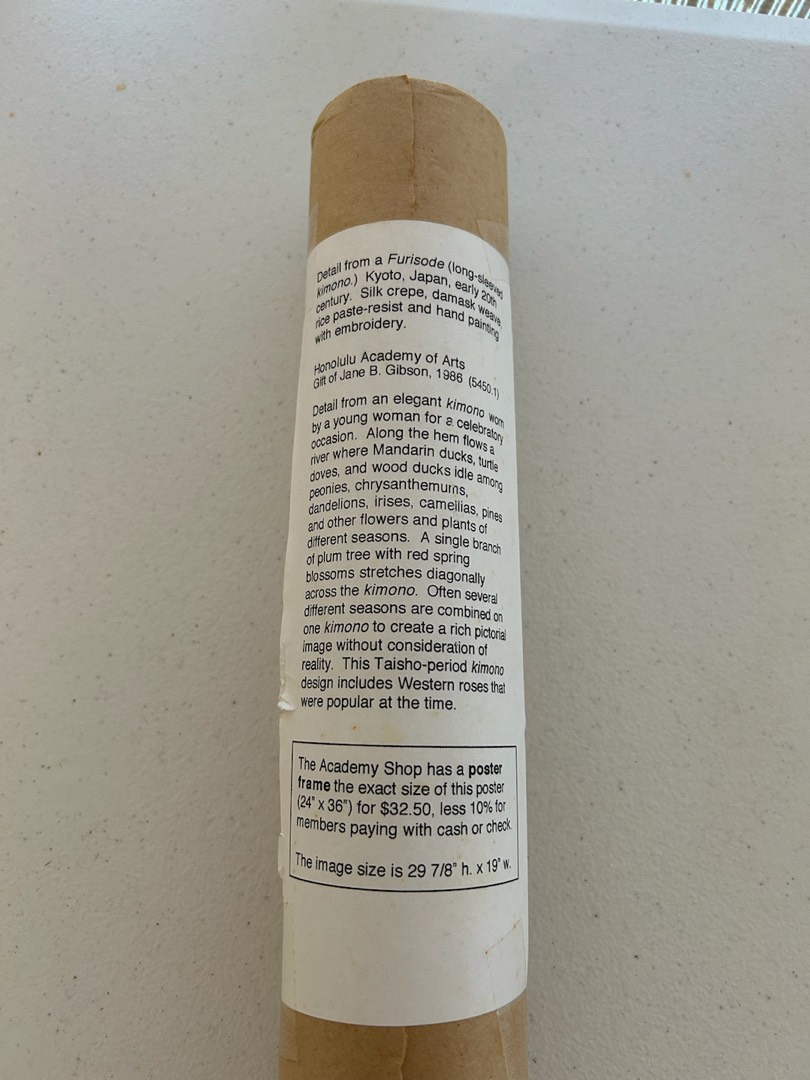 Detail from a Furisode (long-sleeved
kimono.) Kyoto, Japan, early 20th
century. Silk crepe, damask weave
rice paste-resist and hand painting
with embroidery.
Honolulu Academy of Arts
Gift of Jane B. Gibson, 1986 (5450.1)
Detail from an elegant kimono worn
by a young woman for a celebratory
occasion. Along the hem flows a
river where Mandarin ducks, turtle
doves, and wood ducks idle among
peonies, chrysanthemums,
dandelions, irises, camellias, pines
and other flowers and plants of
different seasons. A single branch
of plum tree with red spring
blossoms stretches diagonally
across the kimono. Often several
different seasons are combined on
one kimono to create a rich pictorial
image without consideration of
reality. This Taisho-period kimono
design includes Western roses that
were popular at the time.
The Academy Shop has a poster
frame the exact size of this poster
(24" x 36") for $32.50, less 10% for
members paying with cash or check.
The image size is 29 7/8" h. x 19" w.